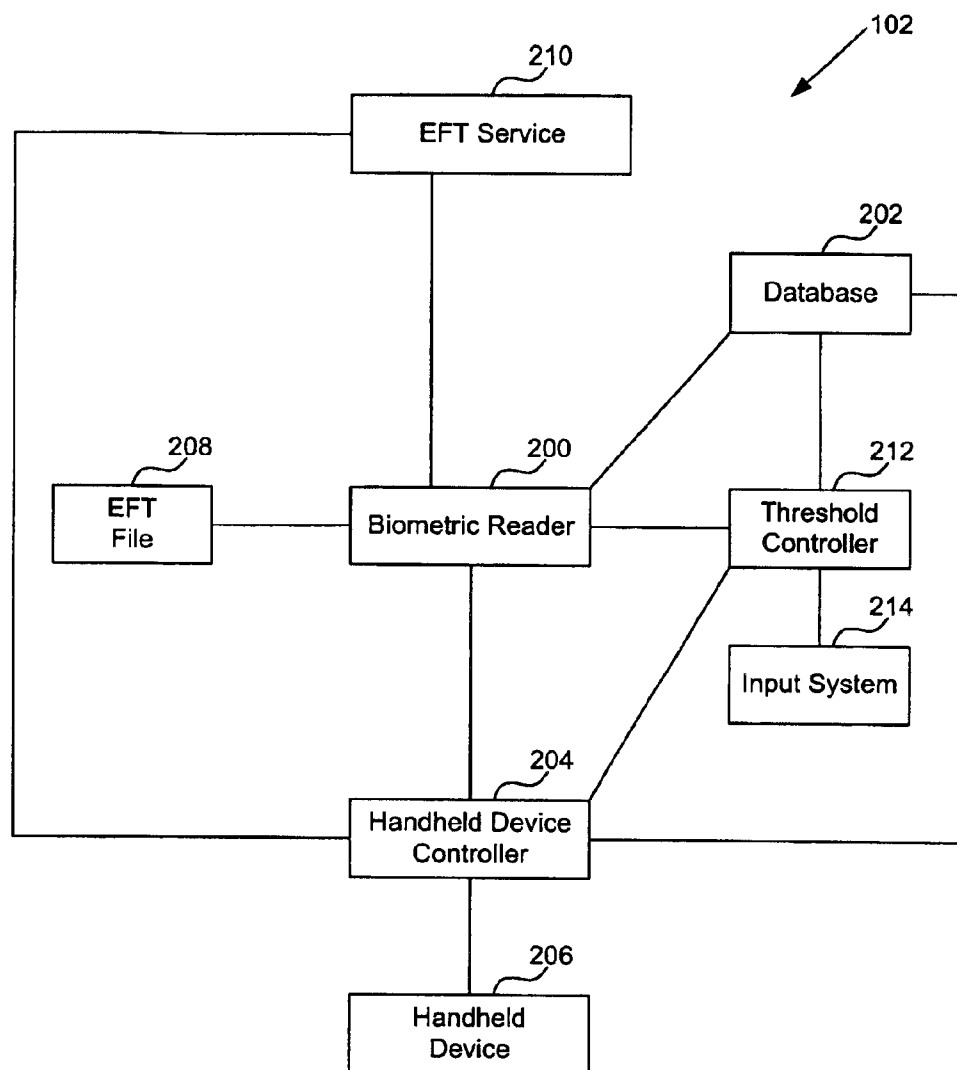 102
210
EFT Service
202
Database
208
EFT
File
200
Biometric Reader
212
Threshold
Controller
214
Input System
204
Handheld Device
Controller
206
Handheld
Device